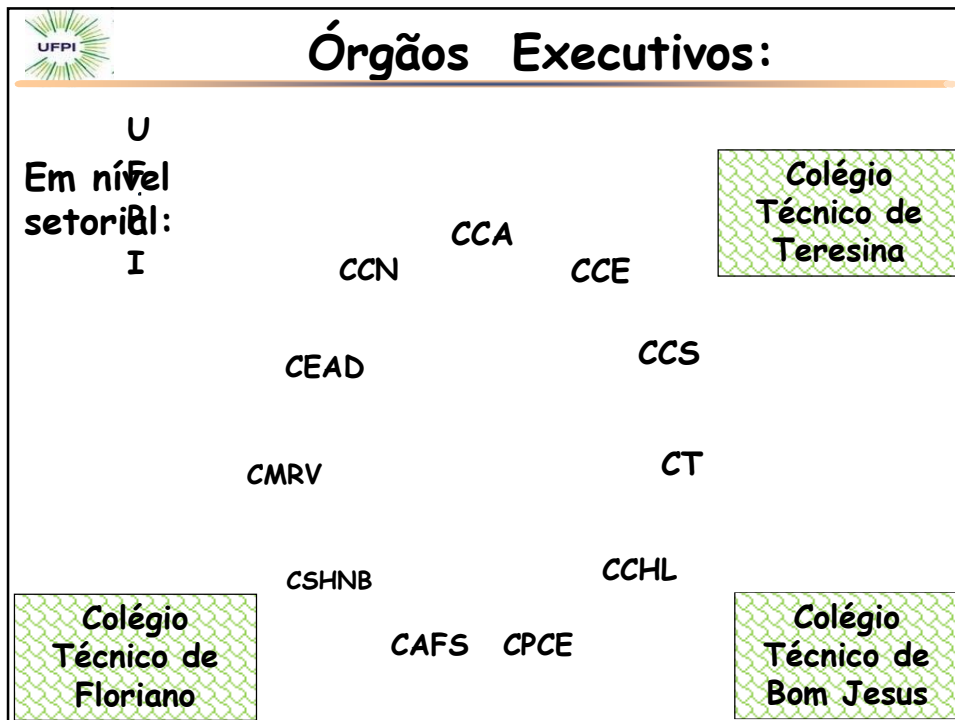 UFPI
Órgãos Executivos:
U
F
P
I
Em nível
setorial:
Colégio
Técnico de
Teresina
CCA
CCN
CCE
CEAD
CCS
CMRV
CT
CSHNB
CCHL
CAFS
CPCE
Colégio
Técnico de
Floriano
Colégio
Técnico de
Bom Jesus